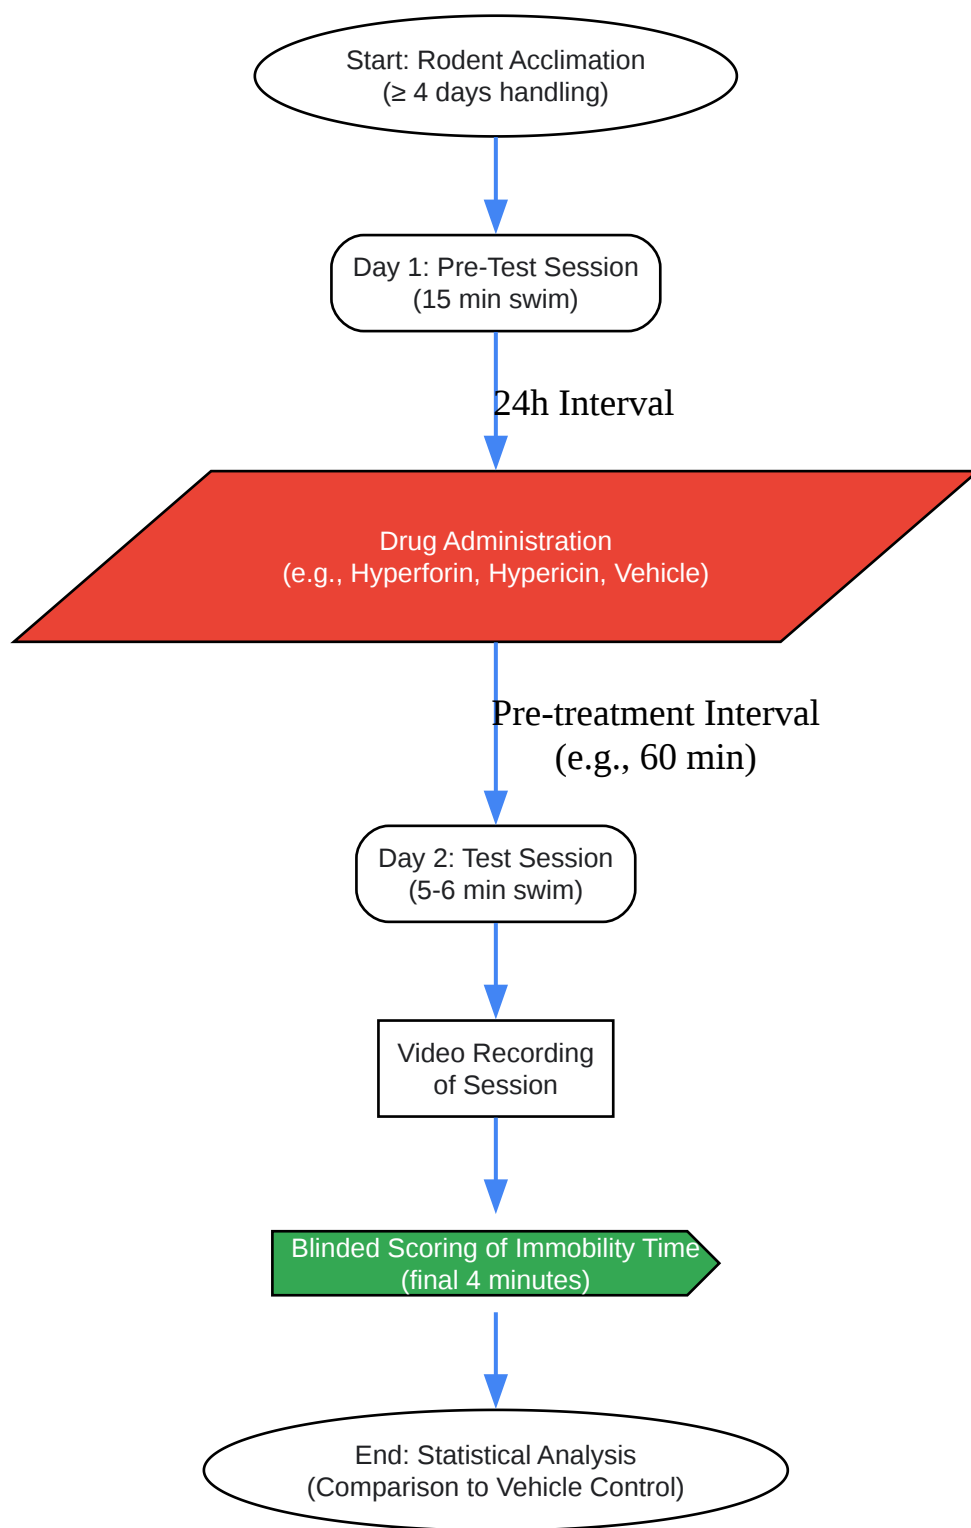 Start: Rodent Acclimation
(≥ 4 days handling)
Day 1: Pre-Test Session
(15 min swim)
24h Interval
Drug Administration
(e.g., Hyperforin, Hypericin, Vehicle)
Pre-treatment Interval
(e.g., 60 min)
Day 2: Test Session
(5-6 min swim)
Video Recording
of Session
Blinded Scoring of Immobility Time
(final 4 minutes)
End: Statistical Analysis
(Comparison to Vehicle Control)